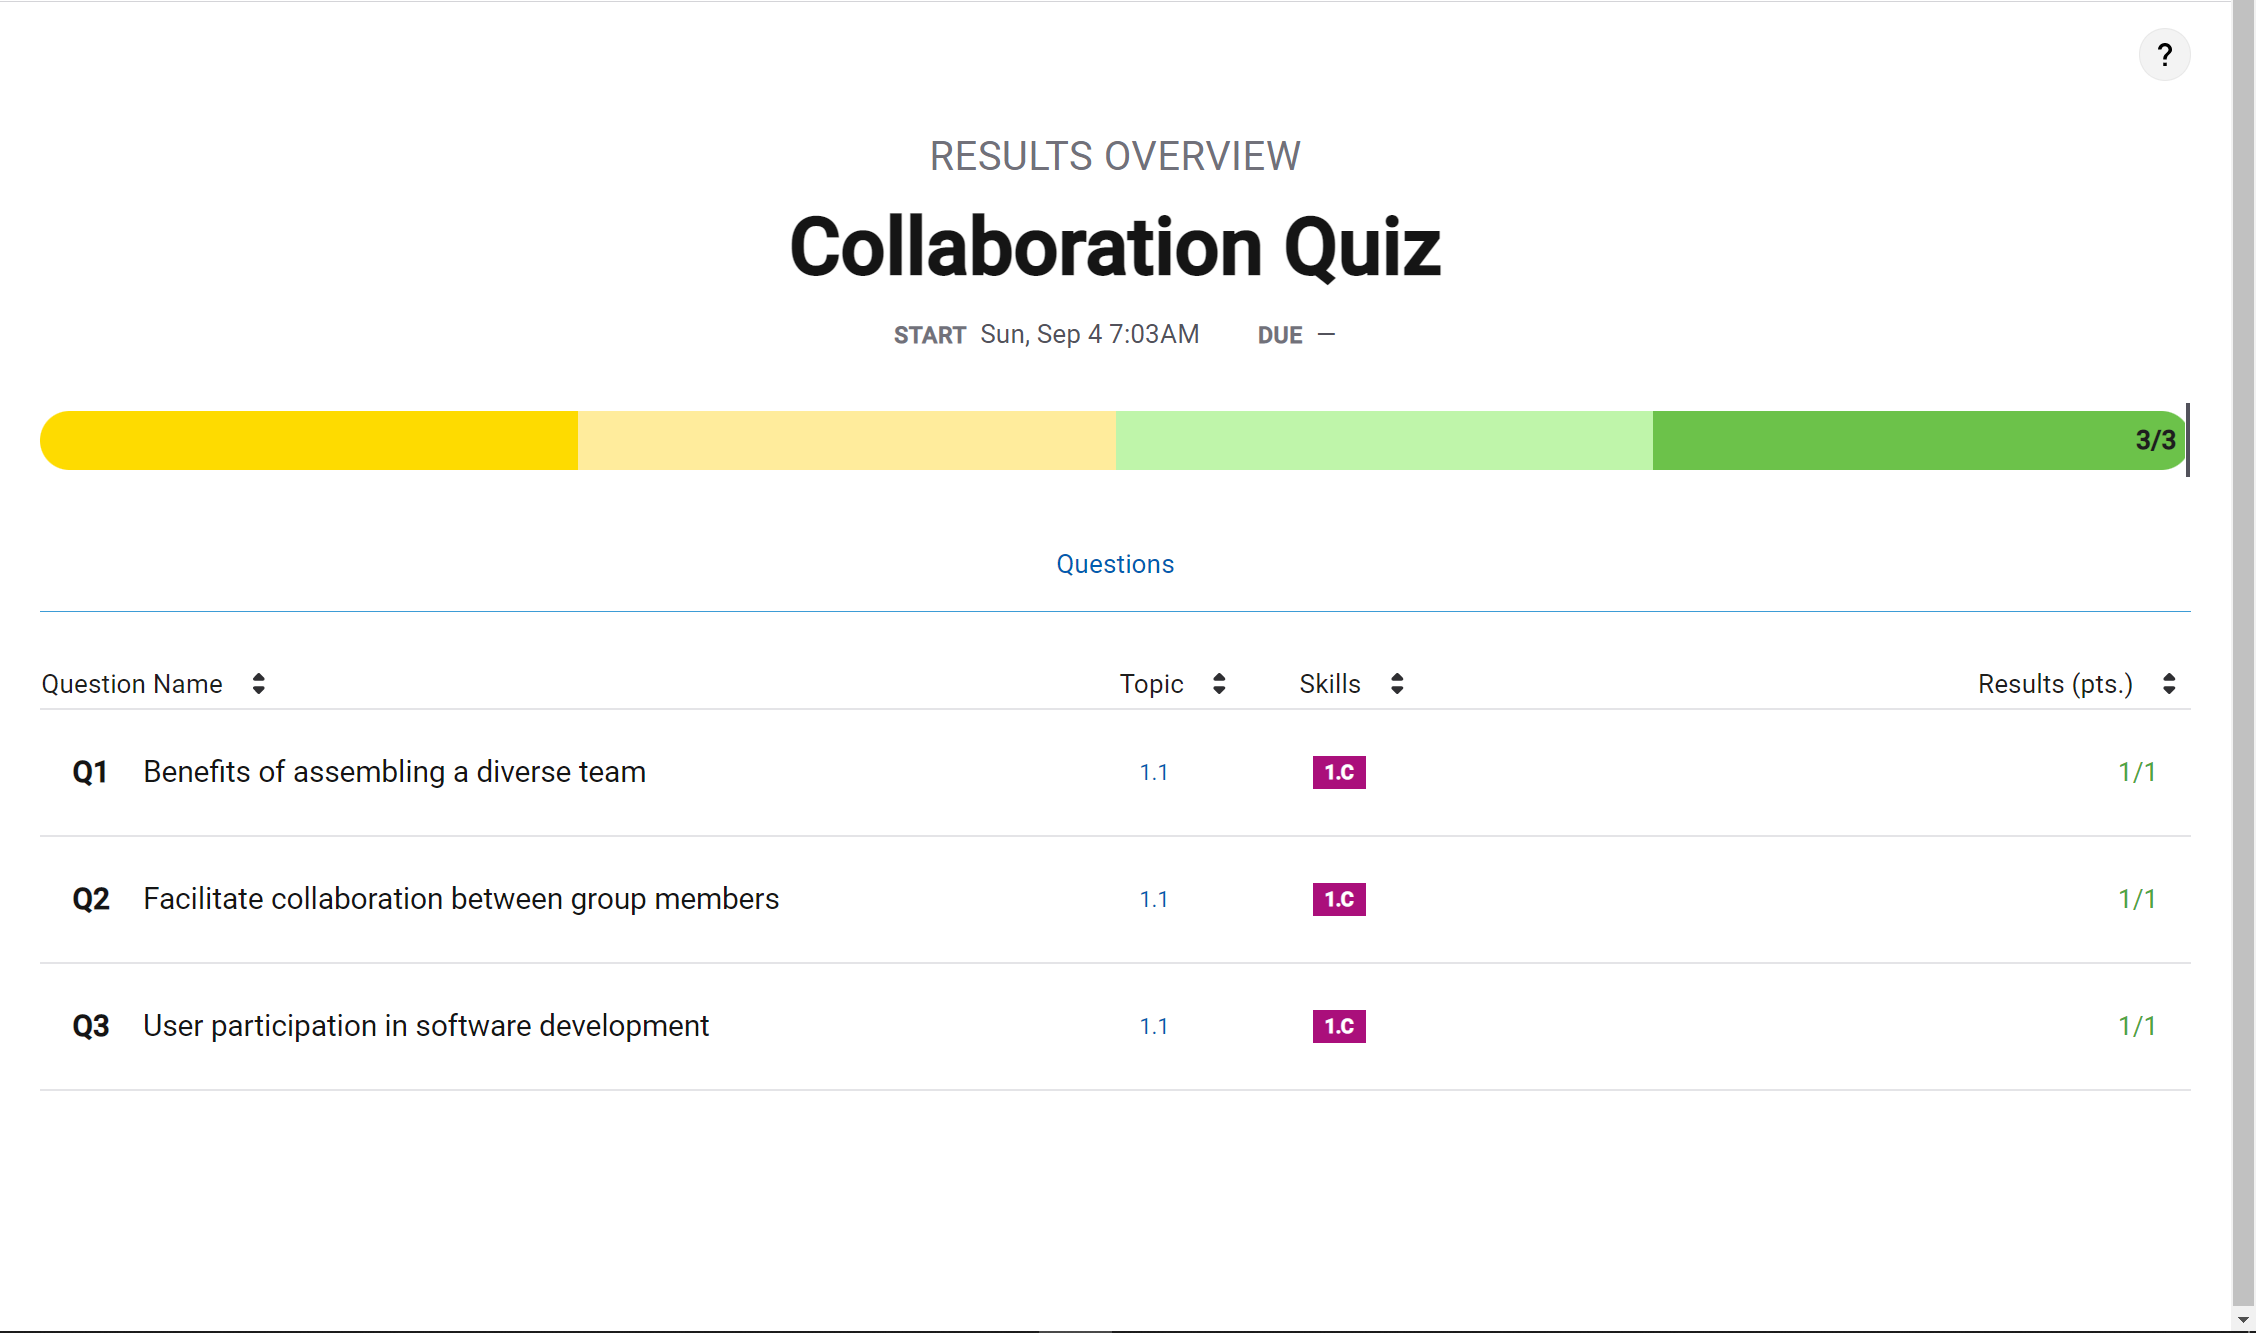 ?
RESULTS OVERVIEW
Collaboration Quiz
START Sun, Sep 4 7:03AM DUE —
3/3
Questions
Question Name Topic Skills Results (pts.)
Q1 Benefits of assembling a diverse team 1.1 1.C 1/1
Q2 Facilitate collaboration between group members 1.1 1.C 1/1
Q3 User participation in software development 1.1 1.C 1/1